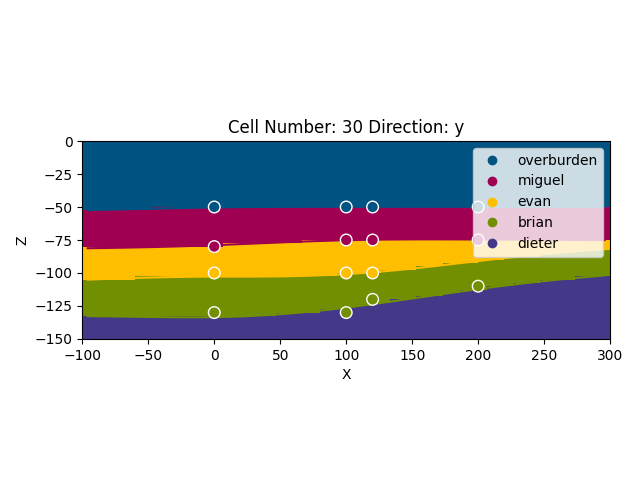 Cell Number: 30 Direction: y
0
−25
−50
−75
−100
−125
−150
Z
overburden
miguel
evan
brian
dieter
−100 −50 0 50 100 150 200 250 300
X